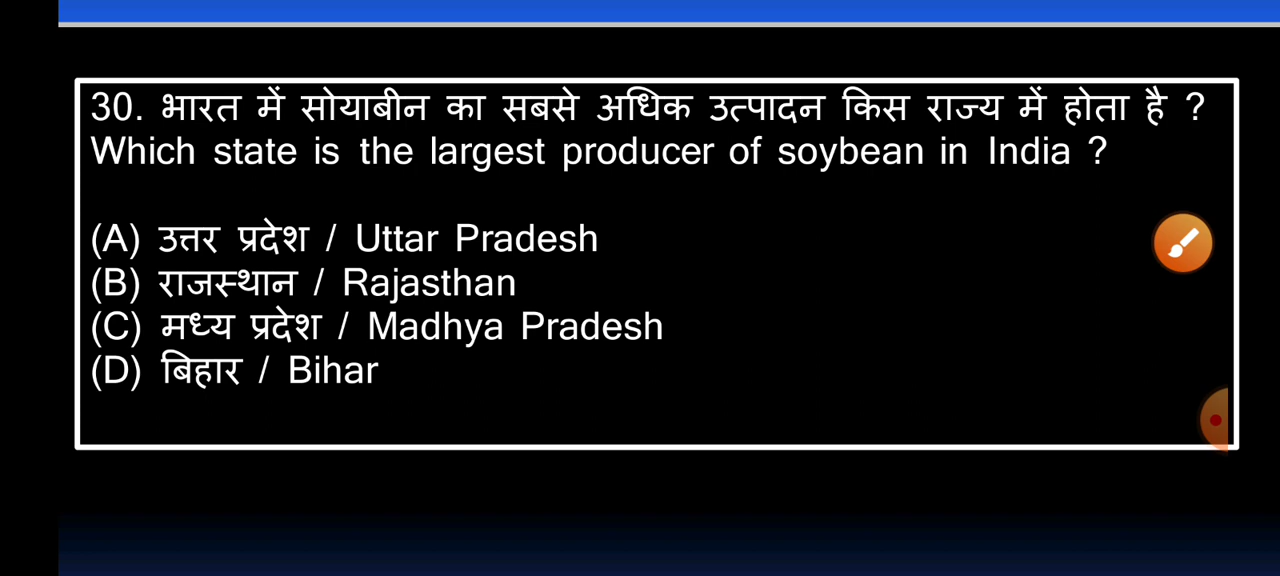 30. भारत में सोयाबीन का सबसे अधिक उत्पादन किस राज्य में होता है ?
Which state is the largest producer of soybean in India ?
(A) उत्तर प्रदेश / Uttar Pradesh
(B) राजस्थान / Rajasthan
(C) मध्य प्रदेश / Madhya Pradesh
(D) बिहार / Bihar